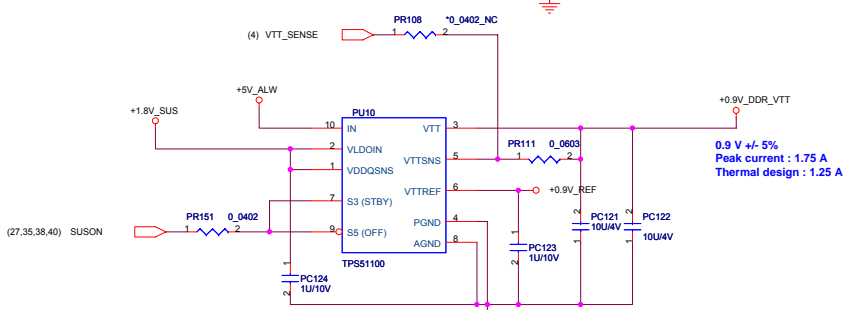 PR108 *0_0402_NC
(4) VTT_SENSE 1 2
+5V_ALW
+1.8V_SUS
+0.9V_DDR_VTT
PU10
10 IN VTT 3
2 VLDOIN
PR111 0_0603
1 VDDQSNS VTTSNS 5 1 2
0.9 V +/- 5%
Peak current : 1.75 A
Thermal design : 1.25 A
VTTREF 6 +0.9V_REF
7 S3 (STBY)
PR151 0_0402
PGND 4
(27,35,38,40) SUSON 1 2 9 S5 (OFF)
AGND 8
TPS51100
2 PC121 1
10U/4V
2 PC122 1
10U/4V
1 PC123 2
1U/10V
1 PC124 2
1U/10V